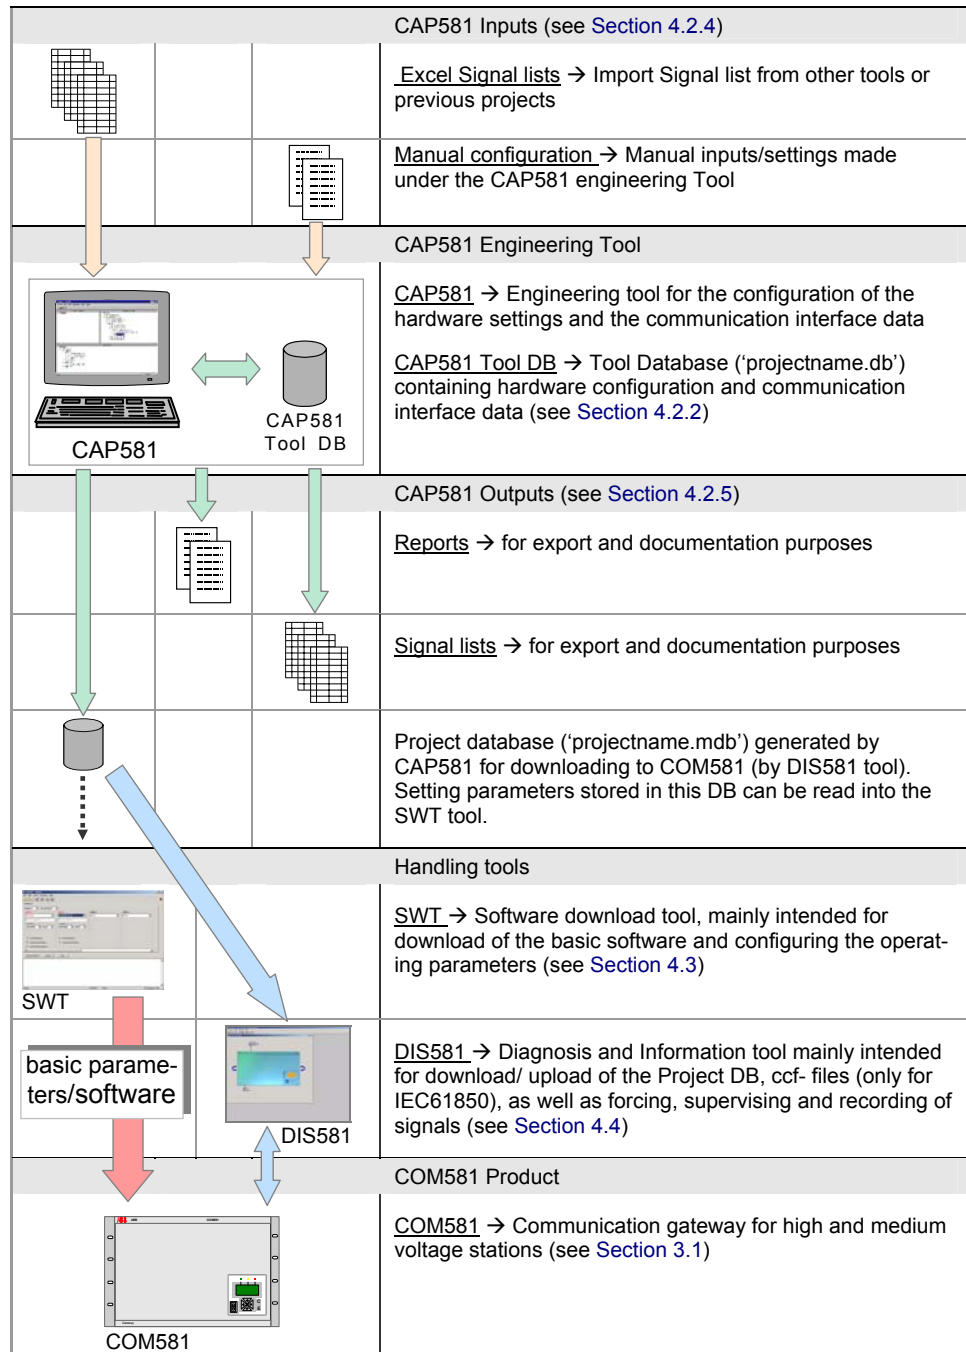 CAP581 Inputs (see Section 4.2.4)
Excel Signal lists → Import Signal list from other tools or
previous projects
Manual configuration → Manual inputs/settings made
under the CAP581 engineering Tool
CAP581 Engineering Tool
CAP581 → Engineering tool for the configuration of the
hardware settings and the communication interface data
CAP581 Tool DB → Tool Database (‘projectname.db’)
containing hardware configuration and communication
interface data (see Section 4.2.2)
CAP581
CAP581
Tool DB
CAP581 Outputs (see Section 4.2.5)
Reports → for export and documentation purposes
Signal lists → for export and documentation purposes
Project database (‘projectname.mdb’) generated by
CAP581 for downloading to COM581 (by DIS581 tool).
Setting parameters stored in this DB can be read into the
SWT tool.
Handling tools
SWT → Software download tool, mainly intended for
download of the basic software and configuring the operat-
ing parameters (see Section 4.3)
SWT
basic parame-
ters/software
DIS581
DIS581 → Diagnosis and Information tool mainly intended
for download/ upload of the Project DB, ccf- files (only for
IEC61850), as well as forcing, supervising and recording of
signals (see Section 4.4)
COM581 Product
COM581 → Communication gateway for high and medium
voltage stations (see Section 3.1)
ABB
COM581